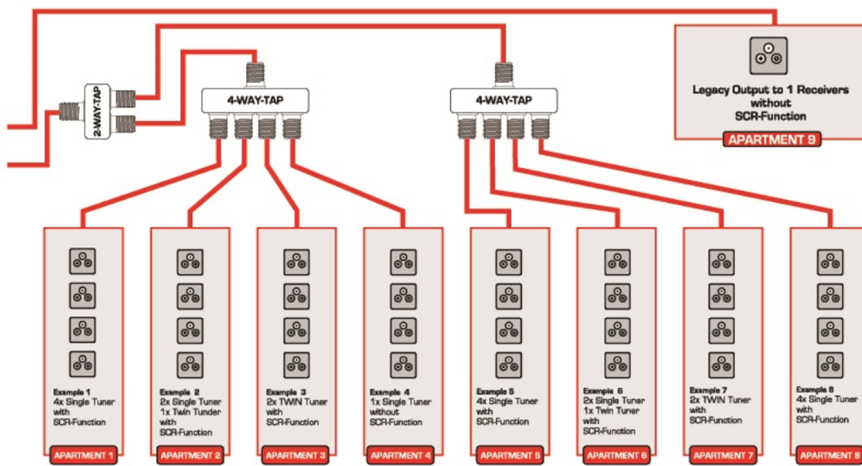 Legacy Output to 1 Receivers
without
SCR-Function
APARTMENT 9
2-WAY-TAP
4-WAY-TAP
4-WAY-TAP
Example 1
4x Single Tuner
with
SCR-Function
APARTMENT 1
Example 2
2x Single Tuner
1x Twin Tunder
with
SCR-Function
APARTMENT 2
Example 3
2x TWIN Tuner
with
SCR-Function
APARTMENT 3
Example 4
1x Single Tuner
without
SCR-Function
APARTMENT 4
Example 5
4x Single Tuner
with
SCR-Function
APARTMENT 5
Example 6
2x Single Tuner
1x Twin Tuner
with
SCR-Function
APARTMENT 6
Example 7
2x TWIN Tuner
with
SCR-Function
APARTMENT 7
Example 8
4x Single Tuner
with
SCR-Function
APARTMENT 8